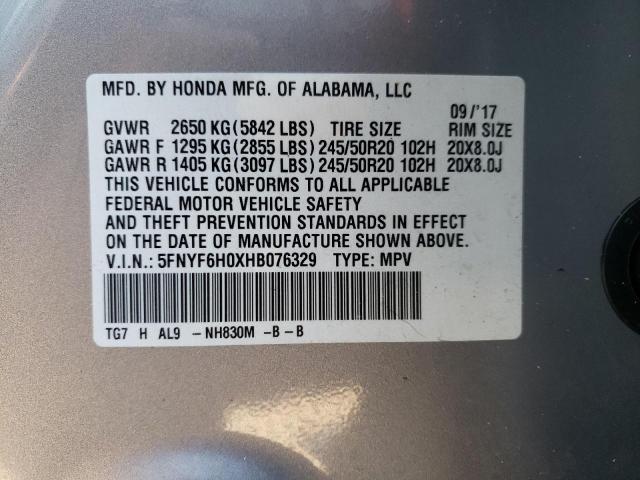 MFD. BY HONDA MFG. OF ALABAMA, LLC
09/'17
GVWR 2650 KG (5842 LBS) TIRE SIZE RIM SIZE
GAWR F 1295 KG (2855 LBS) 245/50R20 102H 20X8.0J
GAWR R 1405 KG (3097 LBS) 245/50R20 102H 20X8.0J
THIS VEHICLE CONFORMS TO ALL APPLICABLE
FEDERAL MOTOR VEHICLE SAFETY
AND THEFT PREVENTION STANDARDS IN EFFECT
ON THE DATE OF MANUFACTURE SHOWN ABOVE.
V.I.N.: 5FNYF6H0XHB076329 TYPE: MPV
TG7 H AL9 -NH830M -B-B